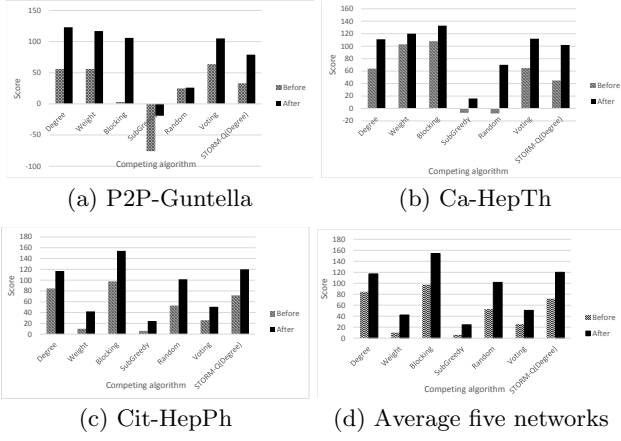 150
100
50
0
-50
-100
Score
Degree
Weight
Blocking
SubGreedy
Random
Voting
STORM-Q(Degree)
Competing algorithm
Before
After
(a) P2P-Guntella
160
140
120
100
80
60
40
20
0
-20
Score
Degree
Weight
Blocking
SubGreedy
Random
Voting
STORM-Q(Degree)
Competing algorithm
Before
After
(b) Ca-HepTh
180
160
140
120
100
80
60
40
20
0
Score
Degree
Weight
Blocking
SubGreedy
Random
Voting
STORM-Q(Degree)
Competing algorithm
Before
After
(c) Cit-HepPh
180
160
140
120
100
80
60
40
20
0
Score
Degree
Weight
Blocking
SubGreedy
Random
Voting
STORM-Q(Degree)
Competing algorithm
Before
After
(d) Average five networks